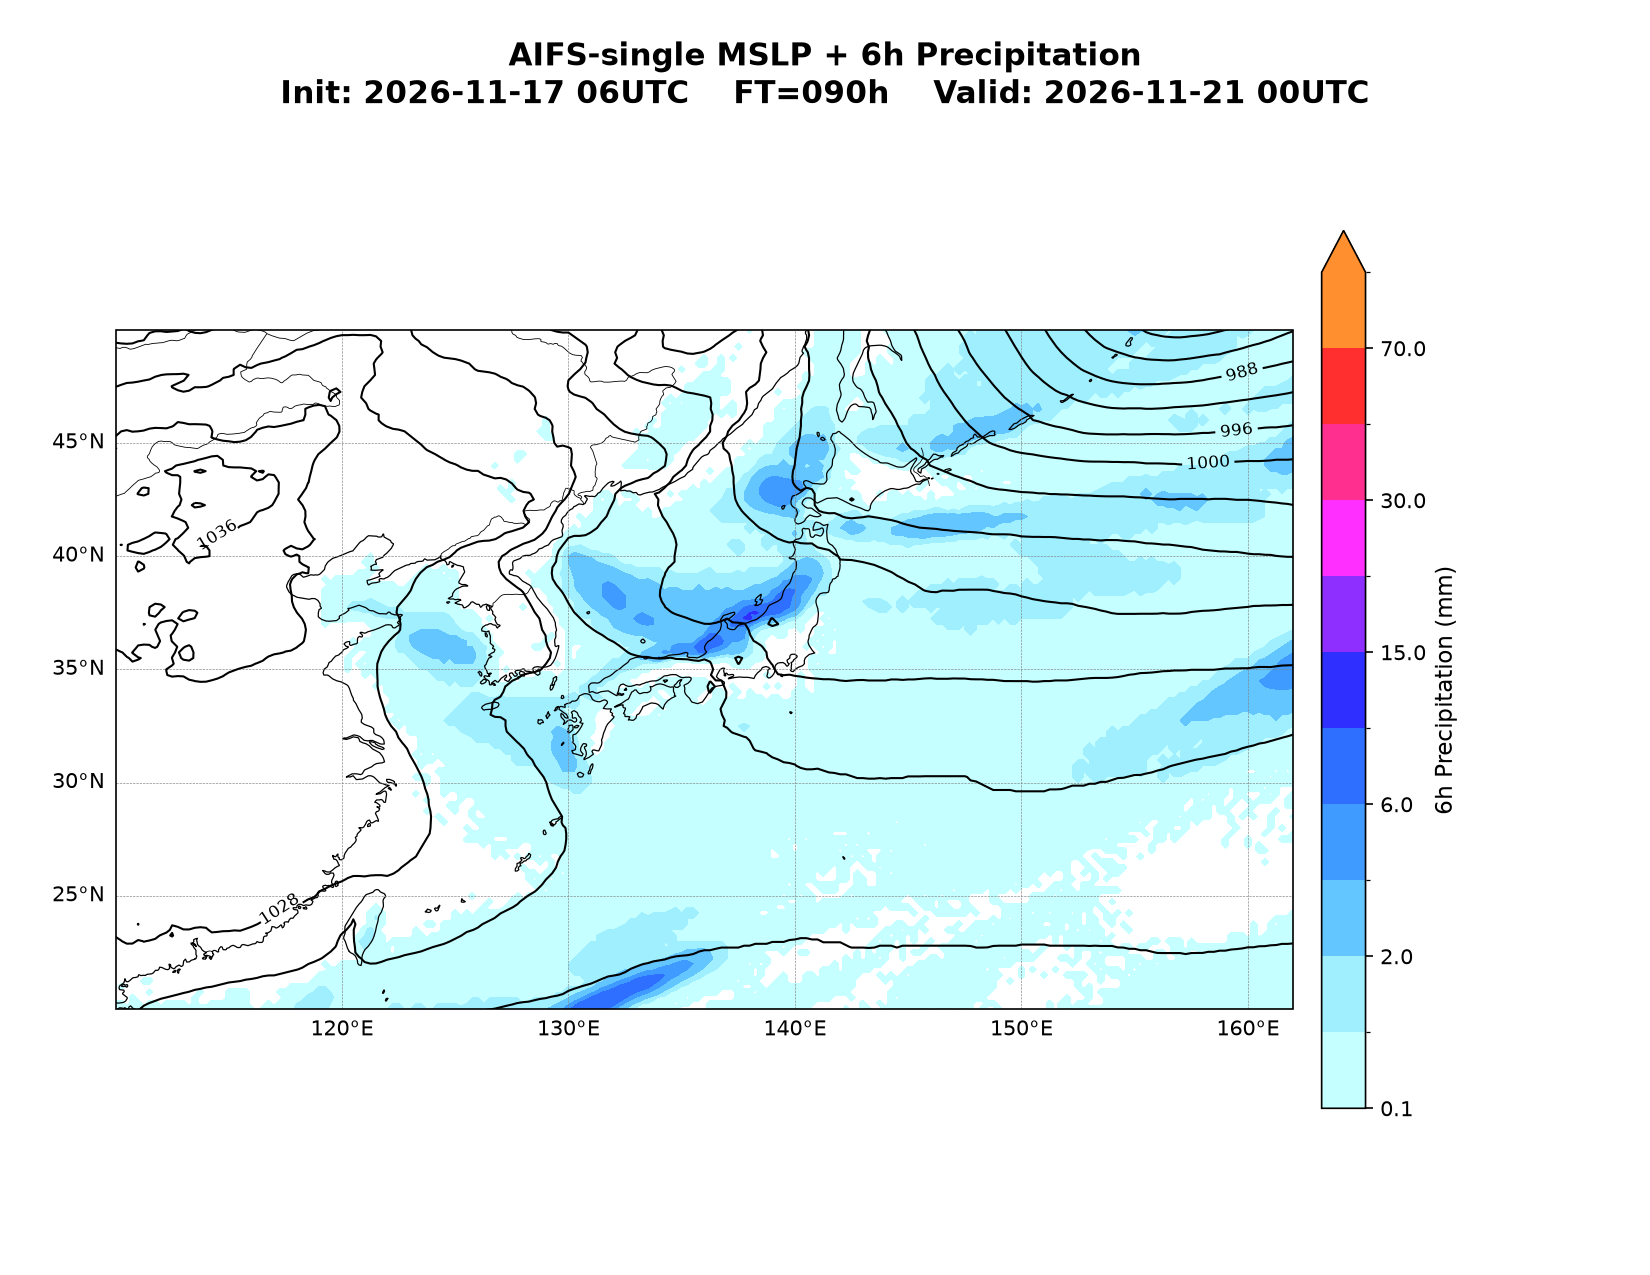 AIFS-single MSLP + 6h Precipitation
Init: 2026-11-17 06UTC    FT=090h    Valid: 2026-11-21 00UTC
988
996
1000
1036
1028
45°N
40°N
35°N
30°N
25°N
120°E
130°E
140°E
150°E
160°E
70.0
30.0
15.0
6.0
2.0
0.1
6h Precipitation (mm)